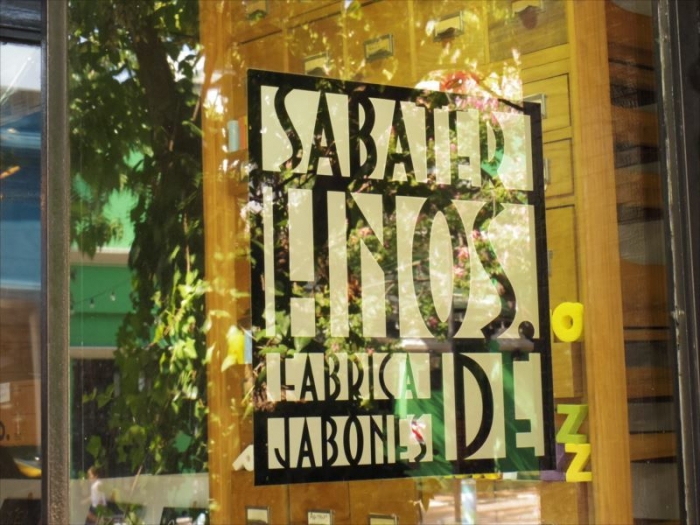 SABATER
HNOS.
FABRICA DE
JABONES